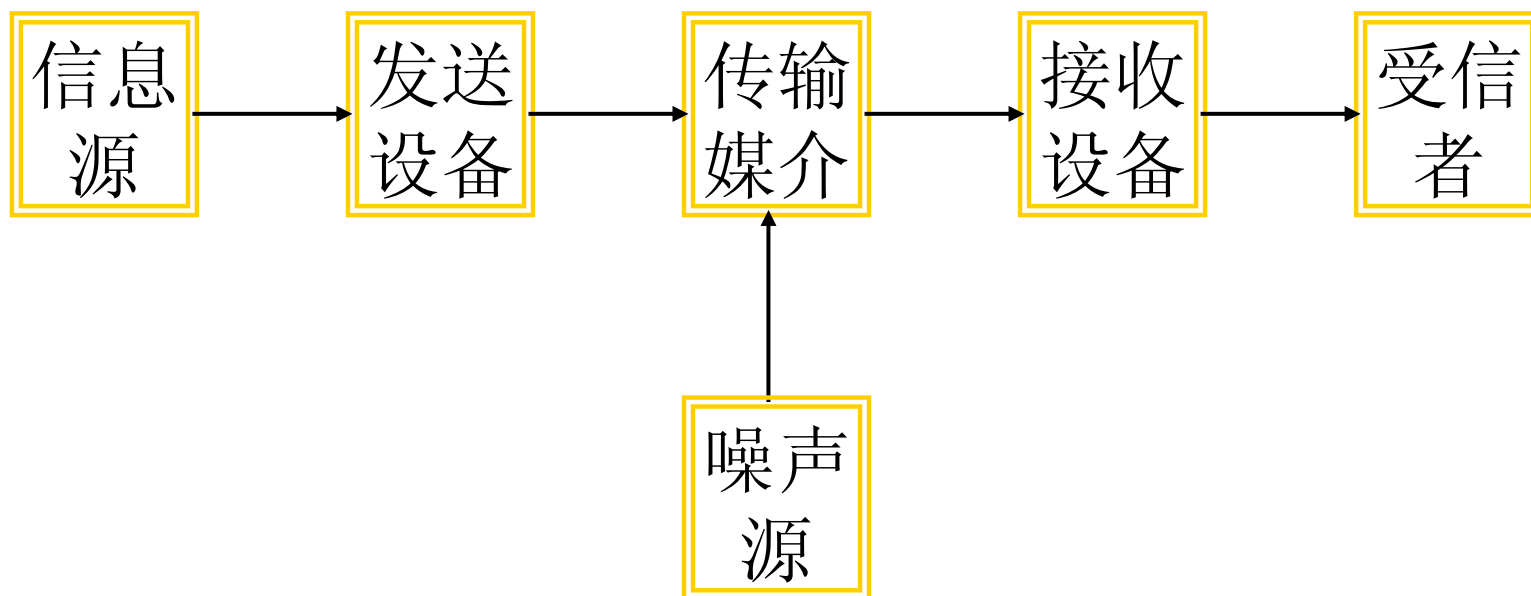 信息
源
发送
设备
传输
媒介
接收
设备
受信
者
噪声
源